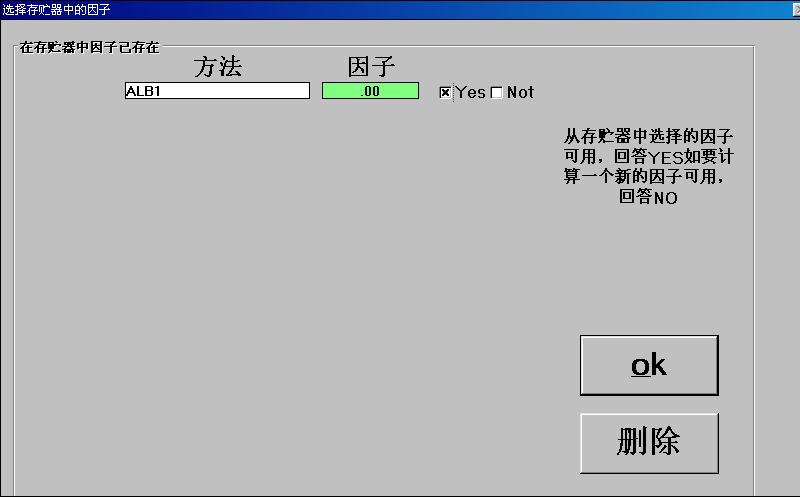 选择存贮器中的因子
在存贮器中因子已存在
方法 因子
ALB1 .00 Yes Not
从存贮器中选择的因子
可用，回答YES如要计
算一个新的因子可用，
回答NO
ok
删除